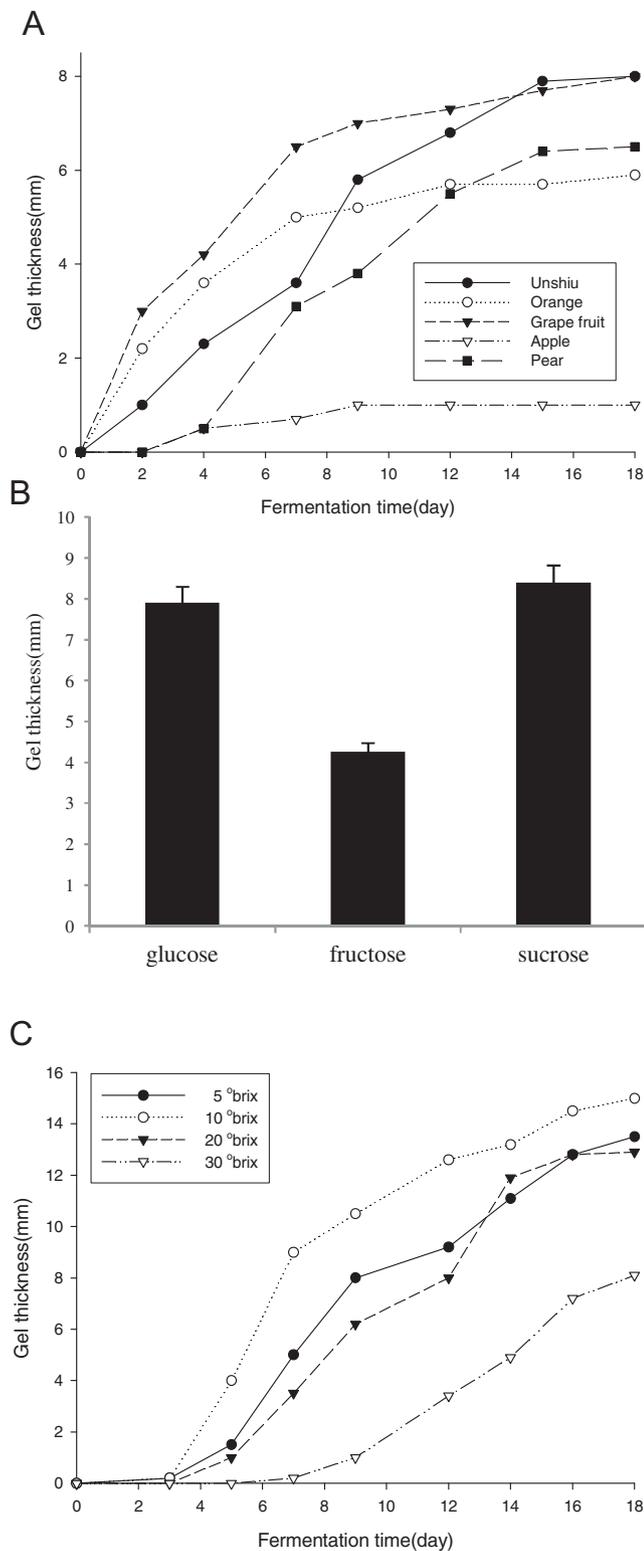 A
Gel thickness(mm)
8
6
4
2
0
Unshiu
Orange
Grape fruit
Apple
Pear
0 2 4 6 8 10 12 14 16 18
Fermentation time(day)
B
Gel thickness(mm)
10
9
8
7
6
5
4
3
2
1
0
glucose fructose sucrose
C
Gel thickness(mm)
16
14
12
10
8
6
4
2
0
5 °brix
10 °brix
20 °brix
30 °brix
0 2 4 6 8 10 12 14 16 18
Fermentation time(day)